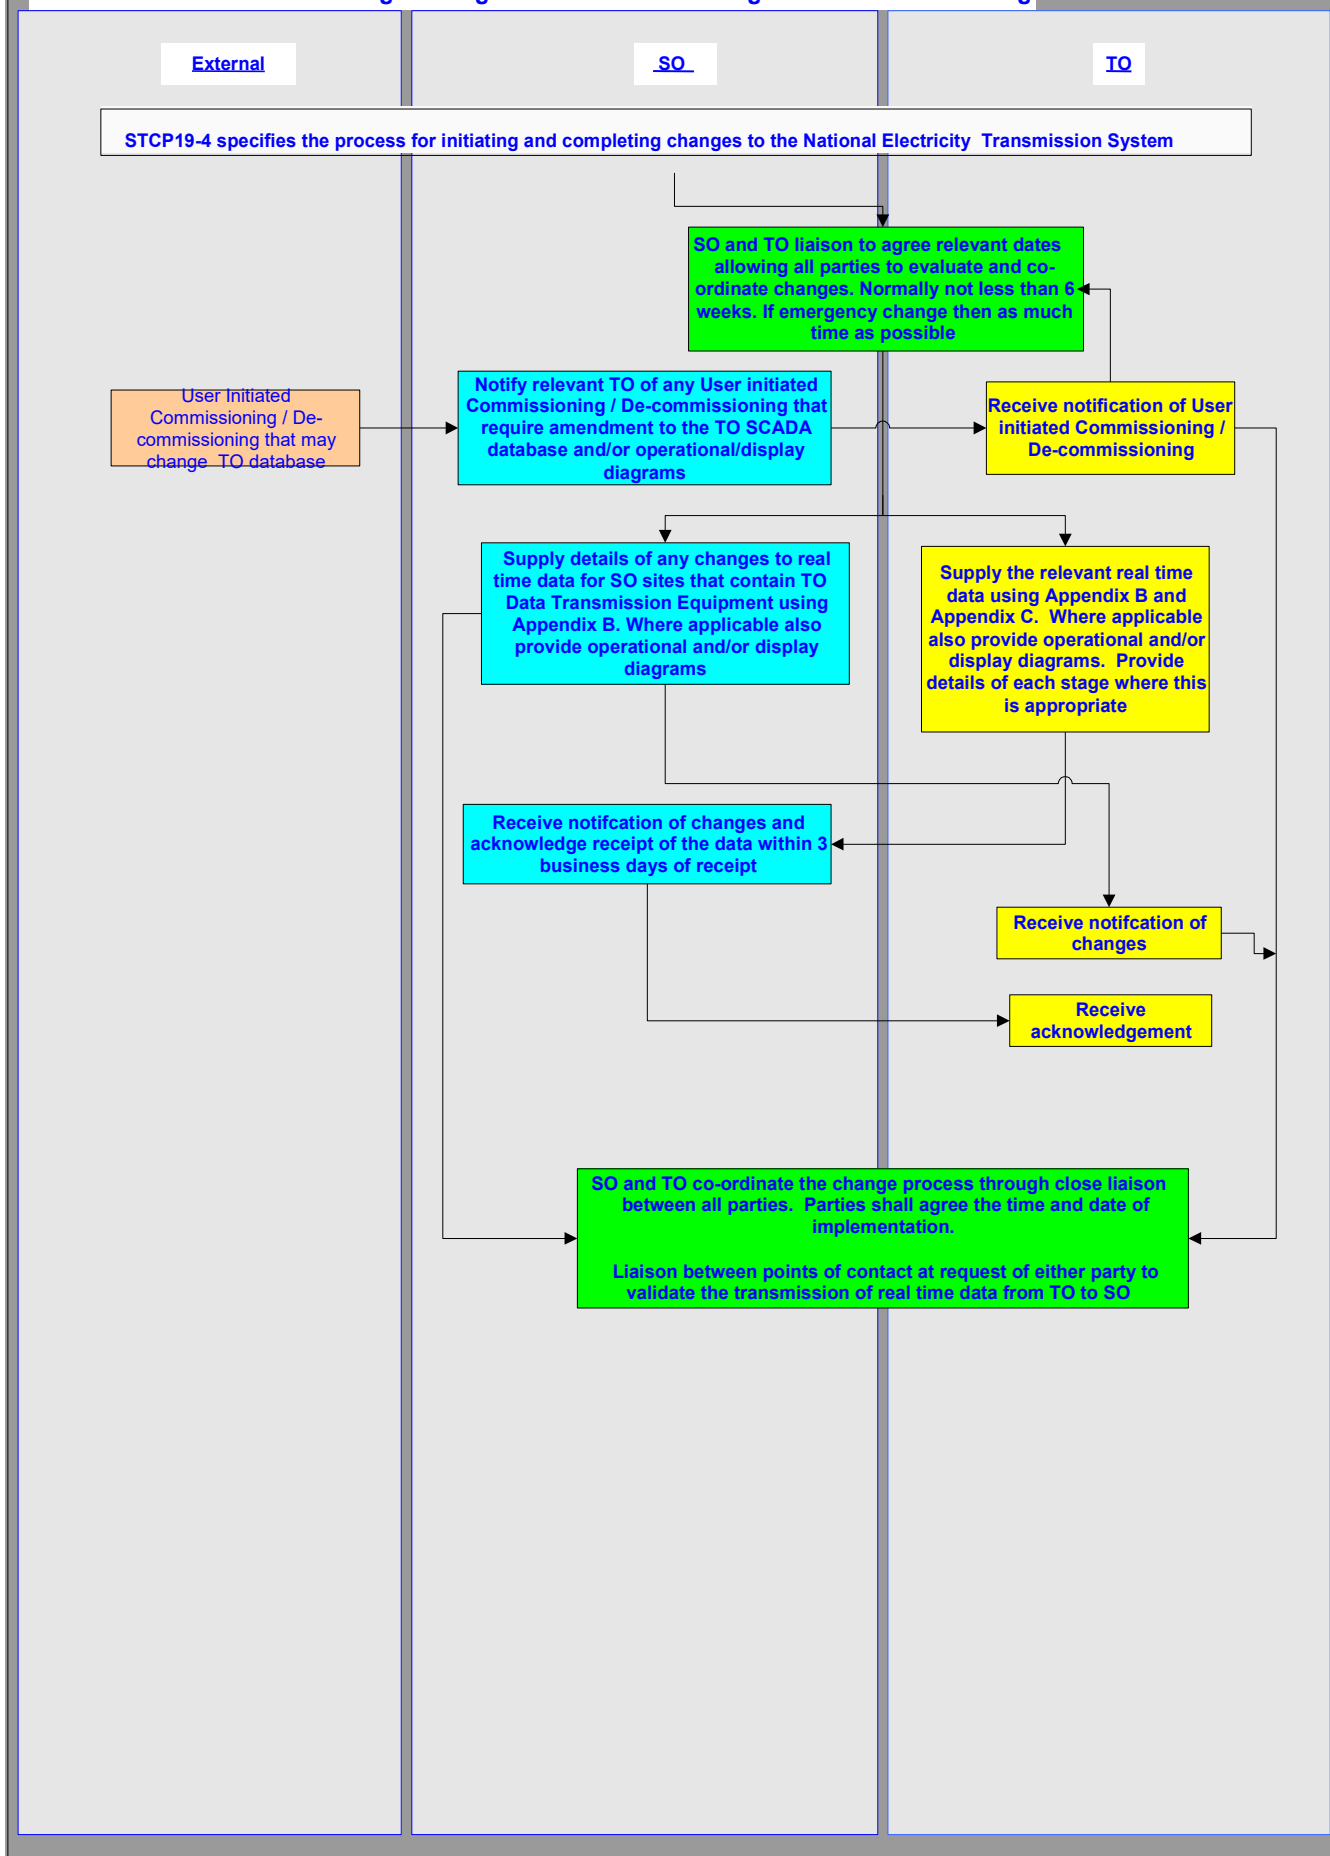 External
SO
TO
STCP19-4 specifies the process for initiating and completing changes to the National Electricity Transmission System
SO and TO liaison to agree relevant dates
allowing all parties to evaluate and co-
ordinate changes. Normally not less than 6
weeks. If emergency change then as much
time as possible
User Initiated
Commissioning / De-
commissioning that may
change TO database
Notify relevant TO of any User initiated
Commissioning / De-commissioning that
require amendment to the TO SCADA
database and/or operational/display
diagrams
Receive notification of User
initiated Commissioning /
De-commissioning
Supply details of any changes to real
time data for SO sites that contain TO
Data Transmission Equipment using
Appendix B. Where applicable also
provide operational and/or display
diagrams
Supply the relevant real time
data using Appendix B and
Appendix C. Where applicable
also provide operational and/or
display diagrams. Provide
details of each stage where this
is appropriate
Receive notifcation of changes and
acknowledge receipt of the data within 3
business days of receipt
Receive notifcation of
changes
Receive
acknowledgement
SO and TO co-ordinate the change process through close liaison
between all parties. Parties shall agree the time and date of
implementation.
Liaison between points of contact at request of either party to
validate the transmission of real time data from TO to SO